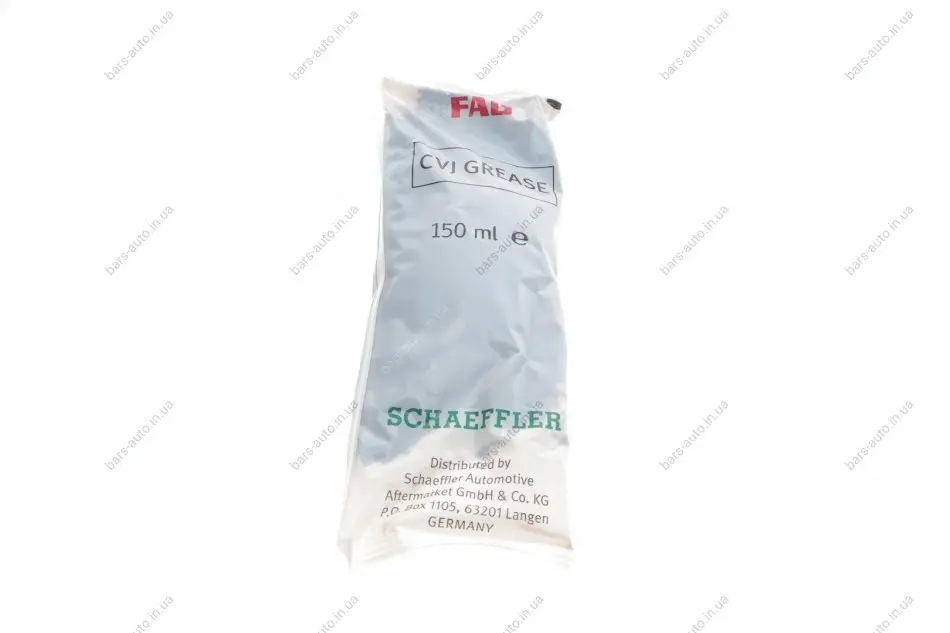 FAG
CVJ GREASE
150 ml e
SCHAEFFLER
Distributed by
Schaeffler Automotive
Aftermarket GmbH & Co. KG
P.O. Box 1105, 63201 Langen
GERMANY
bars-auto.in.ua